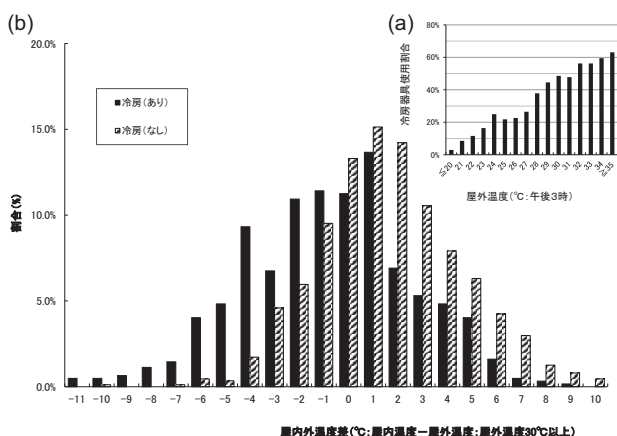 (b)
20.0%
15.0%
10.0%
5.0%
0.0%
割合(%)
冷房(あり)
冷房(なし)
-11 -10 -9 -8 -7 -6 -5 -4 -3 -2 -1 0 1 2 3 4 5 6 7 8 9 10
屋内外温度差(℃:屋内温度－屋外温度:屋外温度30℃以上)
(a)
80%
60%
40%
20%
0%
冷房器具使用割合
≦20 21 22 23 24 25 26 27 28 29 30 31 32 33 34 ≧35
屋外温度(℃:午後3時)